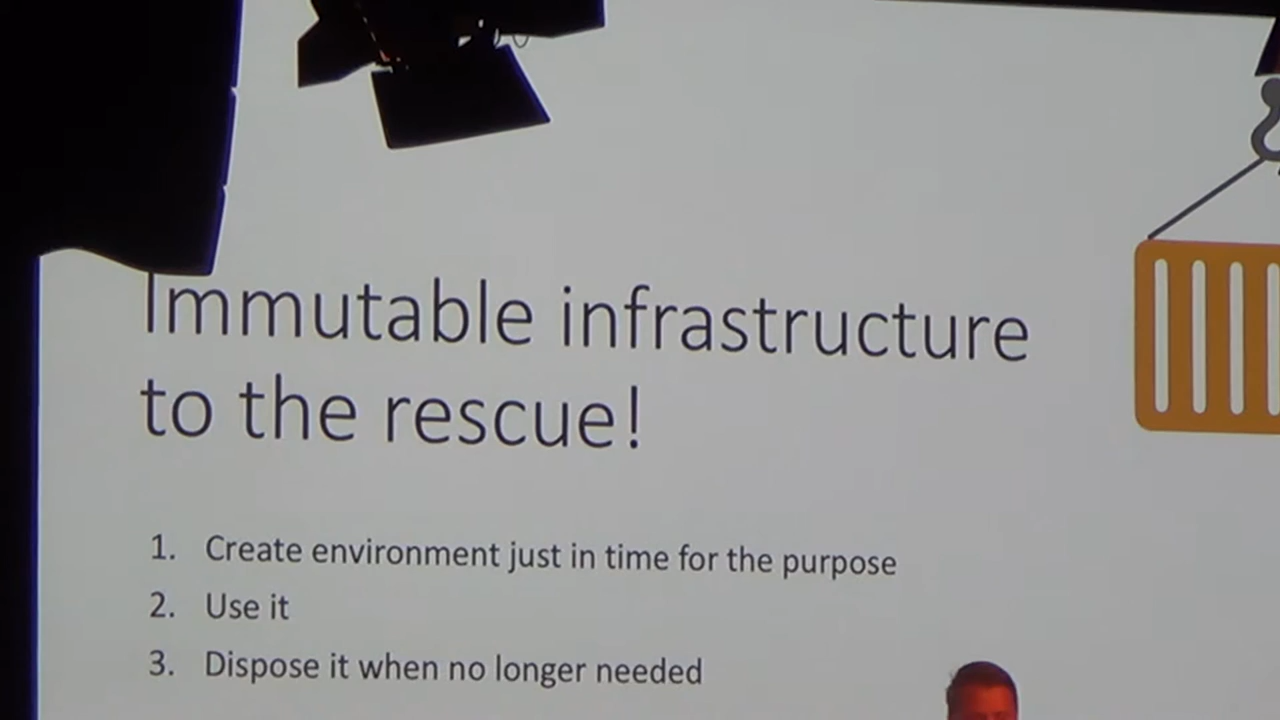 Immutable infrastructure
to the rescue!
1. Create environment just in time for the purpose
2. Use it
3. Dispose it when no longer needed